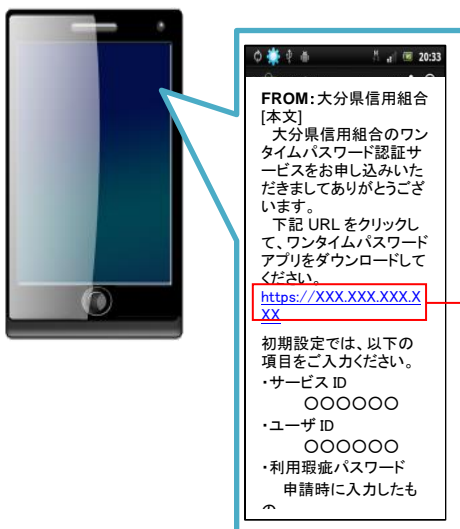 20:33
FROM:大分県信用組合
[本文]
大分県信用組合のワン
タイムパスワード認証サ
ービスをお申し込みいた
だきましてありがとうござ
います。
下記 URL をクリックし
て、ワンタイムパスワード
アプリをダウンロードして
ください。
https://XXX.XXX.XXX.X
XX
初期設定では、以下の
項目をご入力ください。
・サービス ID
〇〇〇〇〇〇
・ユーザ ID
〇〇〇〇〇〇
・利用瑕疵パスワード
申請時に入力したも
の